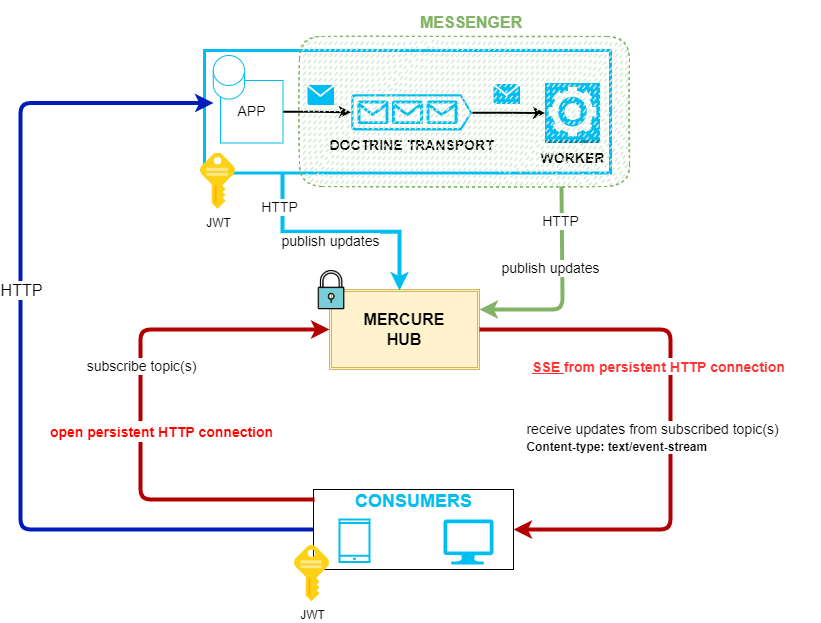 MESSENGER
APP
DOCTRINE TRANSPORT
WORKER
JWT
HTTP
publish updates
HTTP
publish updates
HTTP
MERCURE
HUB
subscribe topic(s)
SSE from persistent HTTP connection
open persistent HTTP connection
receive updates from subscribed topic(s)
Content-type: text/event-stream
CONSUMERS
JWT